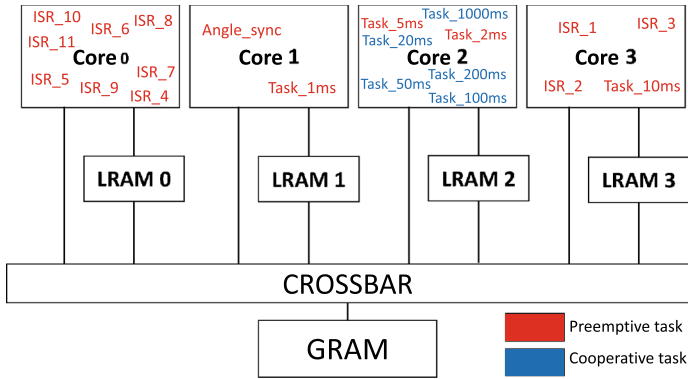 ISR_10
ISR_6
ISR_8
ISR_11
Core 0
ISR_5
ISR_9
ISR_7
ISR_4
Angle_sync
Core 1
Task_1ms
Task_1000ms
Task_5ms
Task_20ms
Task_2ms
Core 2
Task_200ms
Task_50ms
Task_100ms
ISR_1
ISR_3
Core 3
ISR_2
Task_10ms
LRAM 0
LRAM 1
LRAM 2
LRAM 3
CROSSBAR
GRAM
Preemptive task
Cooperative task